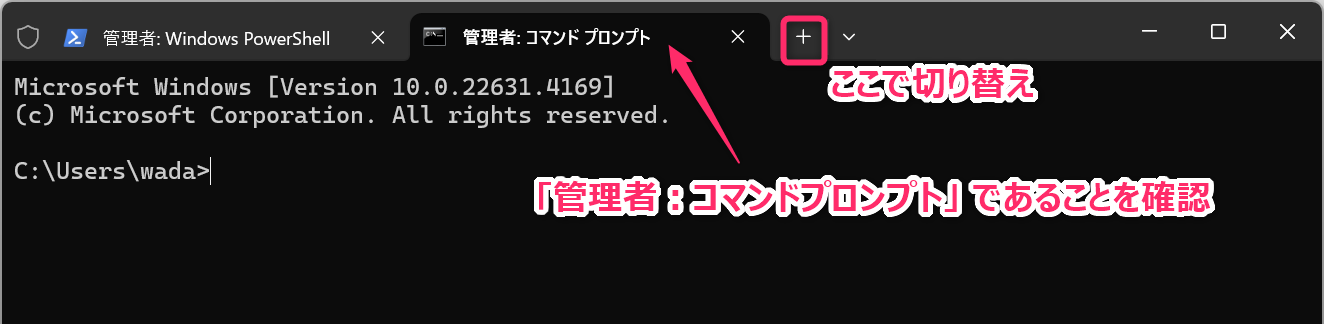 管理者: Windows PowerShell
管理者: コマンド プロンプト
ここで切り替え
Microsoft Windows [Version 10.0.22631.4169]
(c) Microsoft Corporation. All rights reserved.
C:\Users\wada>
「管理者：コマンドプロンプト」であることを確認